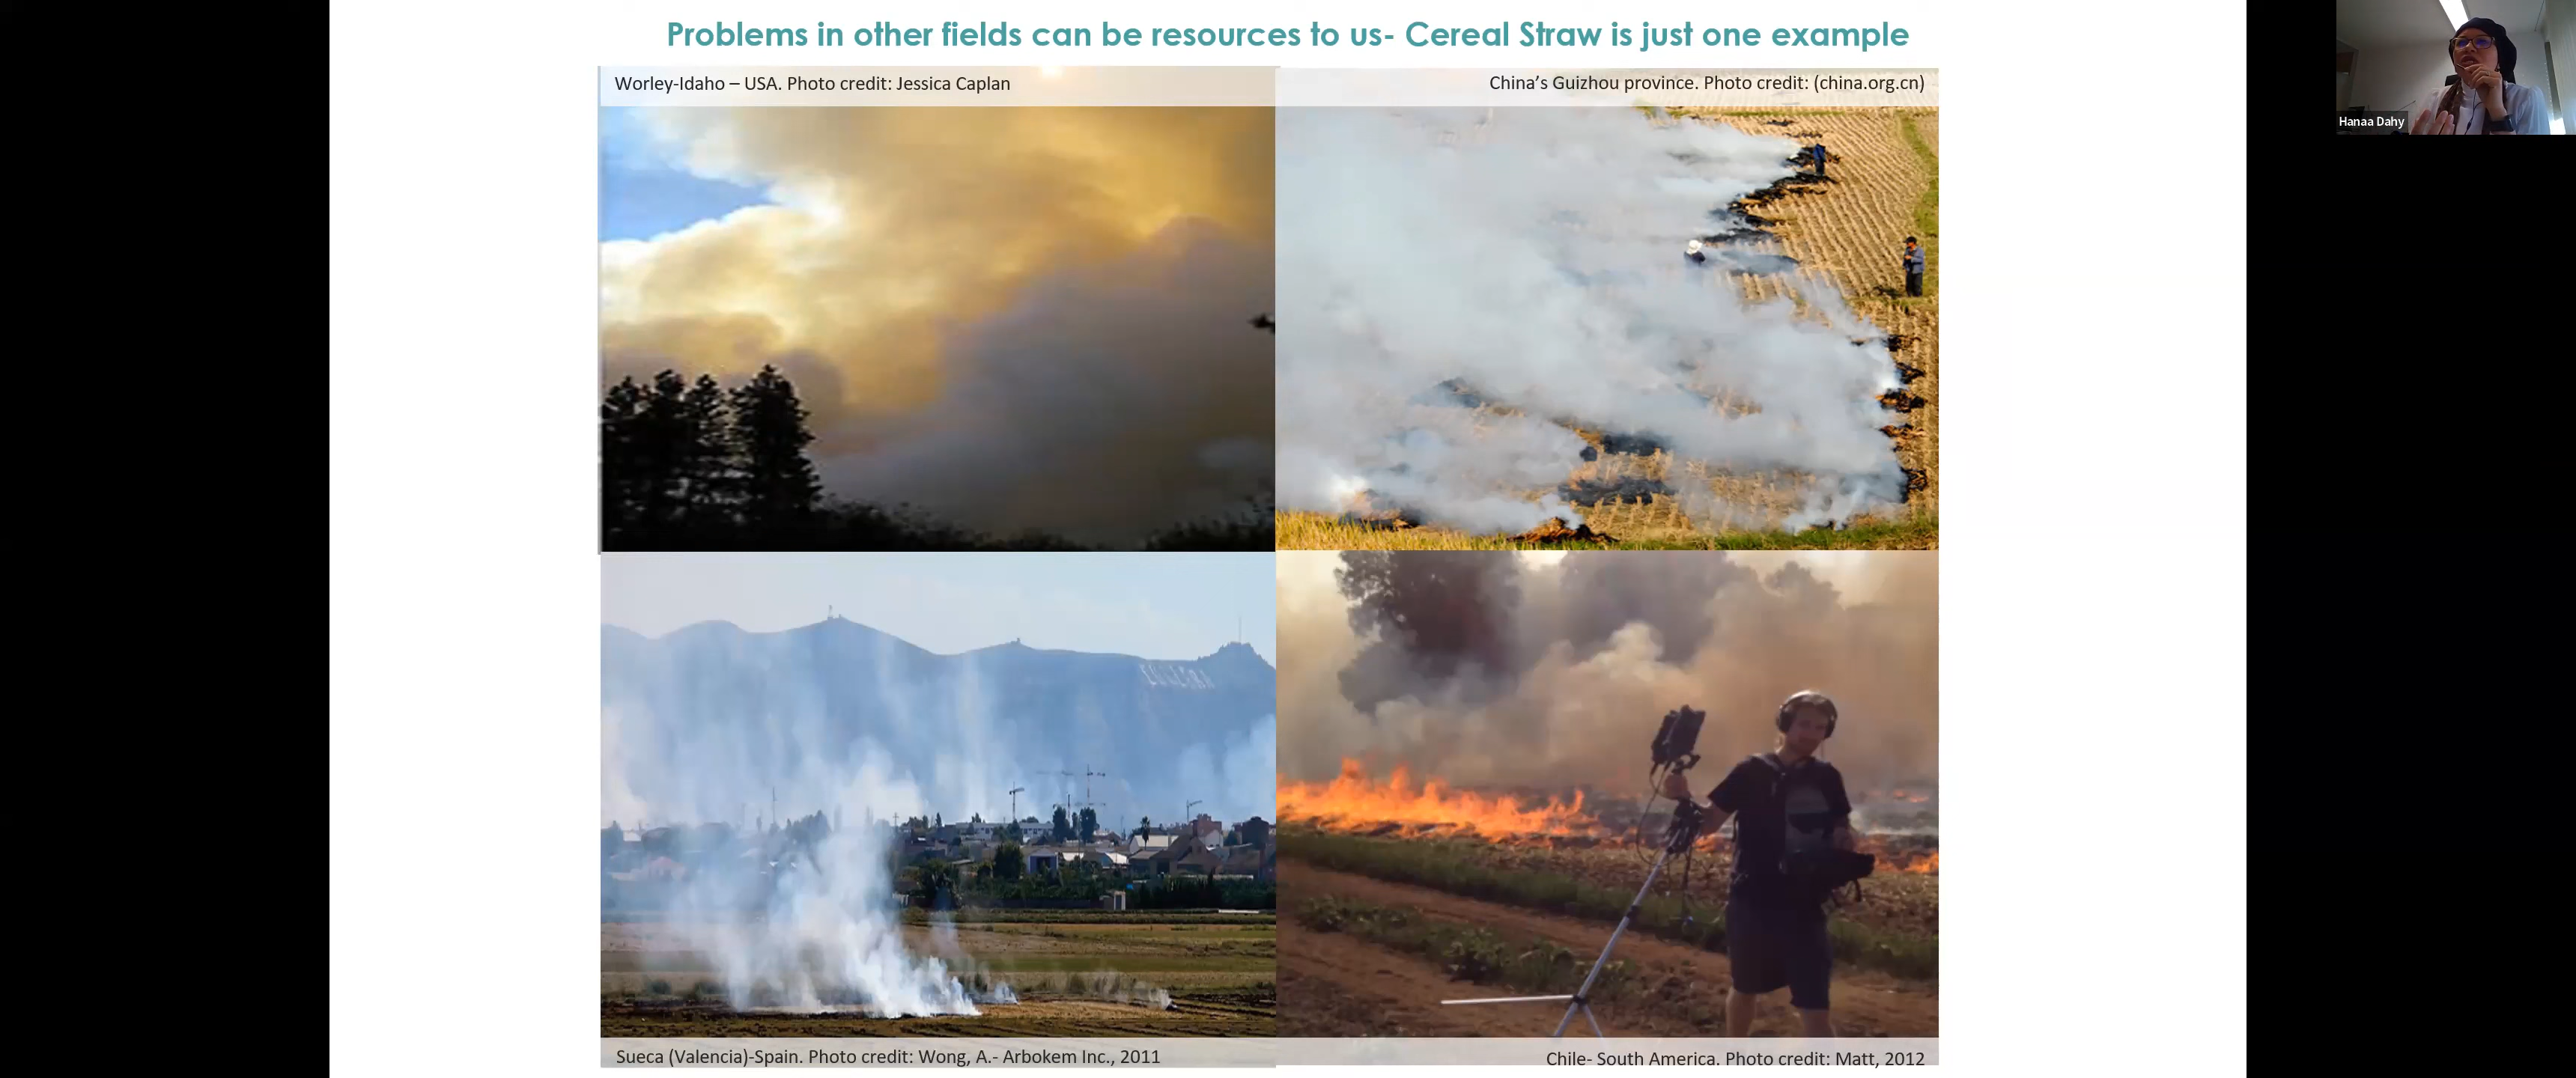 Problems in other fields can be resources to us- Cereal Straw is just one example
Worley-Idaho – USA. Photo credit: Jessica Caplan
China's Guizhou province. Photo credit: (china.org.cn)
Hanaa Dahy
Sueca (Valencia)-Spain. Photo credit: Wong, A.- Arbokem Inc., 2011
Chile- South America. Photo credit: Matt, 2012